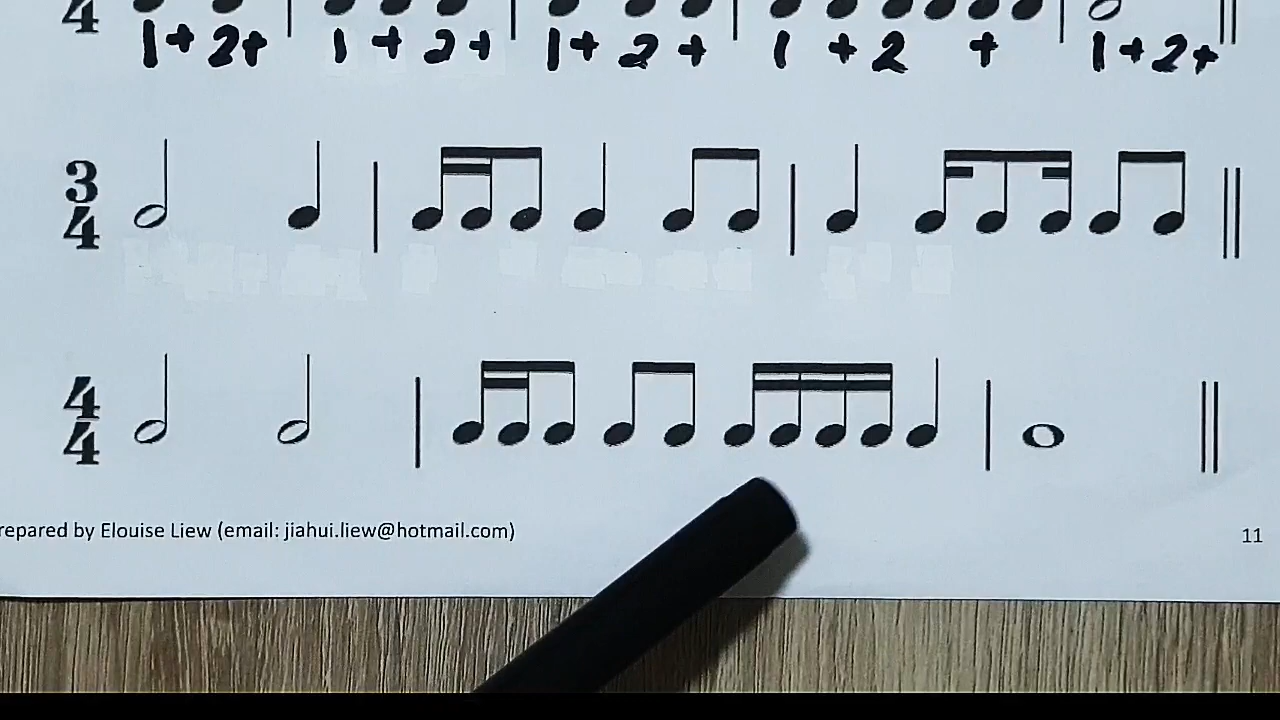 4
1 + 2 + 1 + 2 + 1 + 2 + 1 + 2 + 1 + 2 +
3
4
4
4
repared by Elouise Liew (email: jiahui.liew@hotmail.com) 11